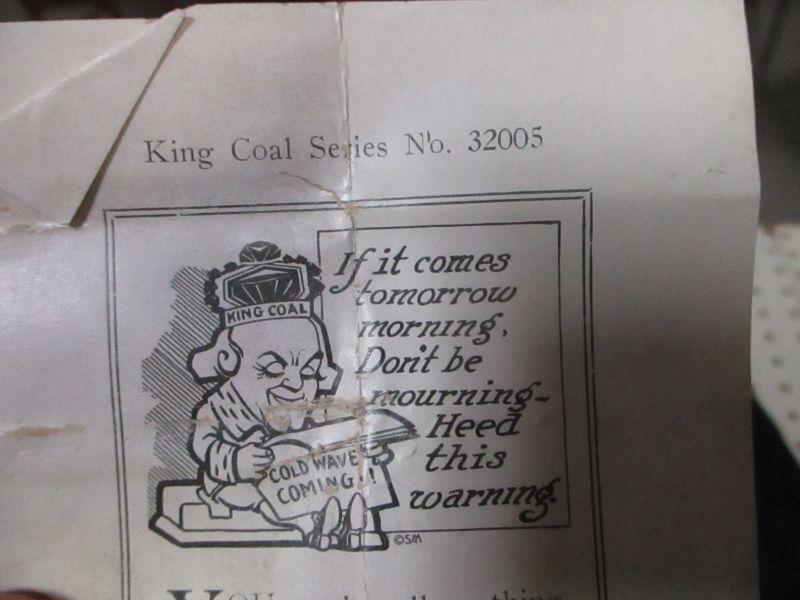 King Coal Series No. 32005
KING COAL
If it comes
tomorrow
morning,
Don't be
mourning-
Heed
this
warning.
COLD WAVE
COMING!!
©SM